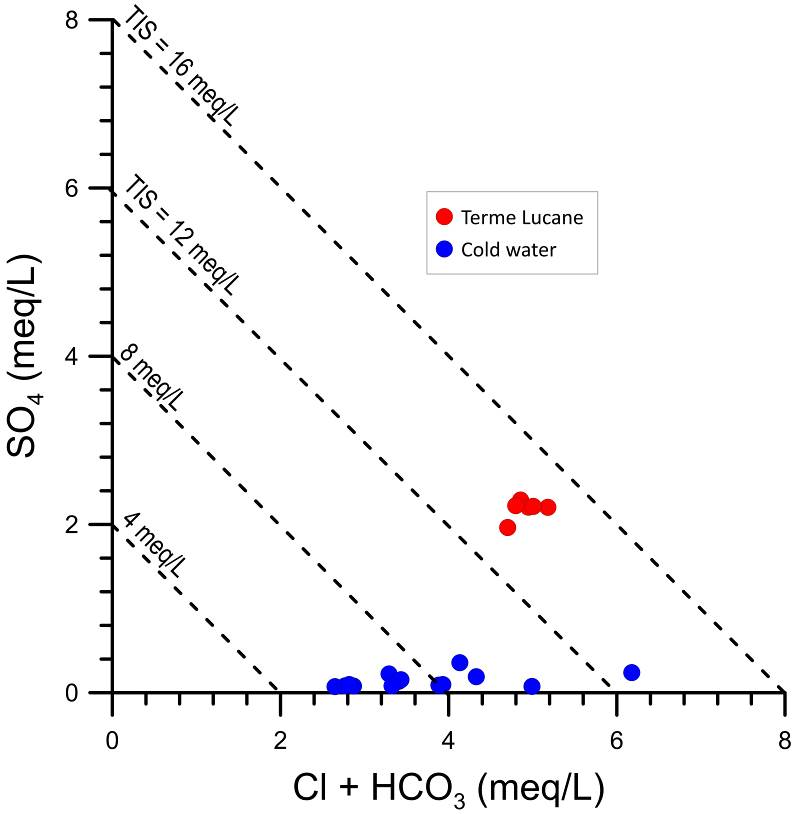 8
TIS = 16 meq/L
6
TIS = 12 meq/L
Terme Lucane
Cold water
SO₄ (meq/L)
4
8 meq/L
2
4 meq/L
0
0 2 4 6 8
Cl + HCO₃ (meq/L)